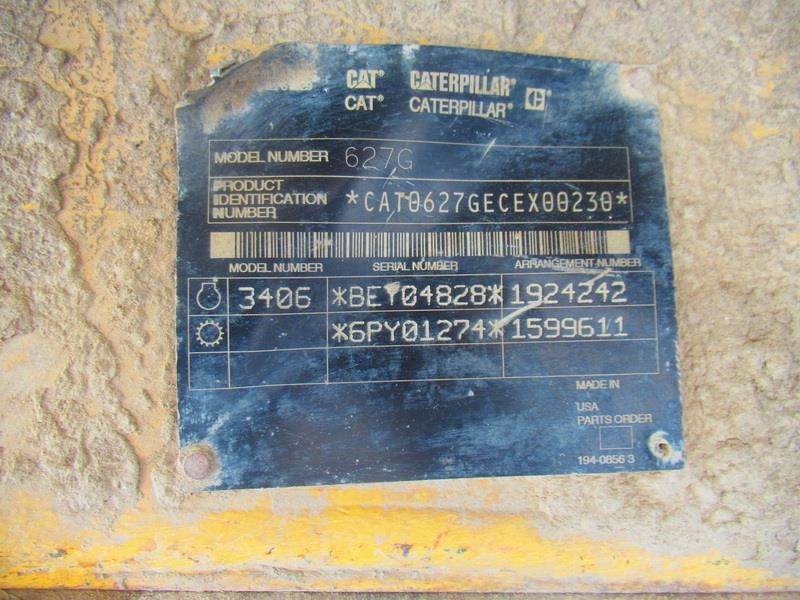 CAT® CATERPILLAR®
CAT® CATERPILLAR®
MODEL NUMBER 627G
PRODUCT IDENTIFICATION NUMBER *CAT0627GECEX00230*
MODEL NUMBER SERIAL NUMBER ARRANGEMENT NUMBER
3406 *BEY04828* 1924242
*6PY01274* 1599611
MADE IN
USA
PARTS ORDER
194-0856 3